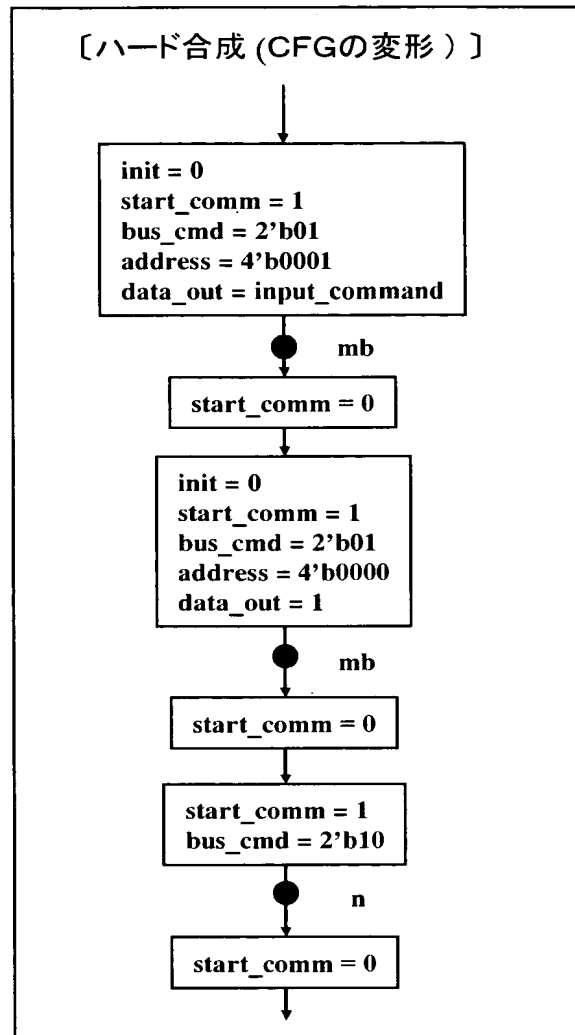 〔ハード合成 (CFGの変形 ) 〕
init = 0
start_comm = 1
bus_cmd = 2’b01
address = 4’b0001
data_out = input_command
mb
start_comm = 0
init = 0
start_comm = 1
bus_cmd = 2’b01
address = 4’b0000
data_out = 1
mb
start_comm = 0
start_comm = 1
bus_cmd = 2’b10
n
start_comm = 0